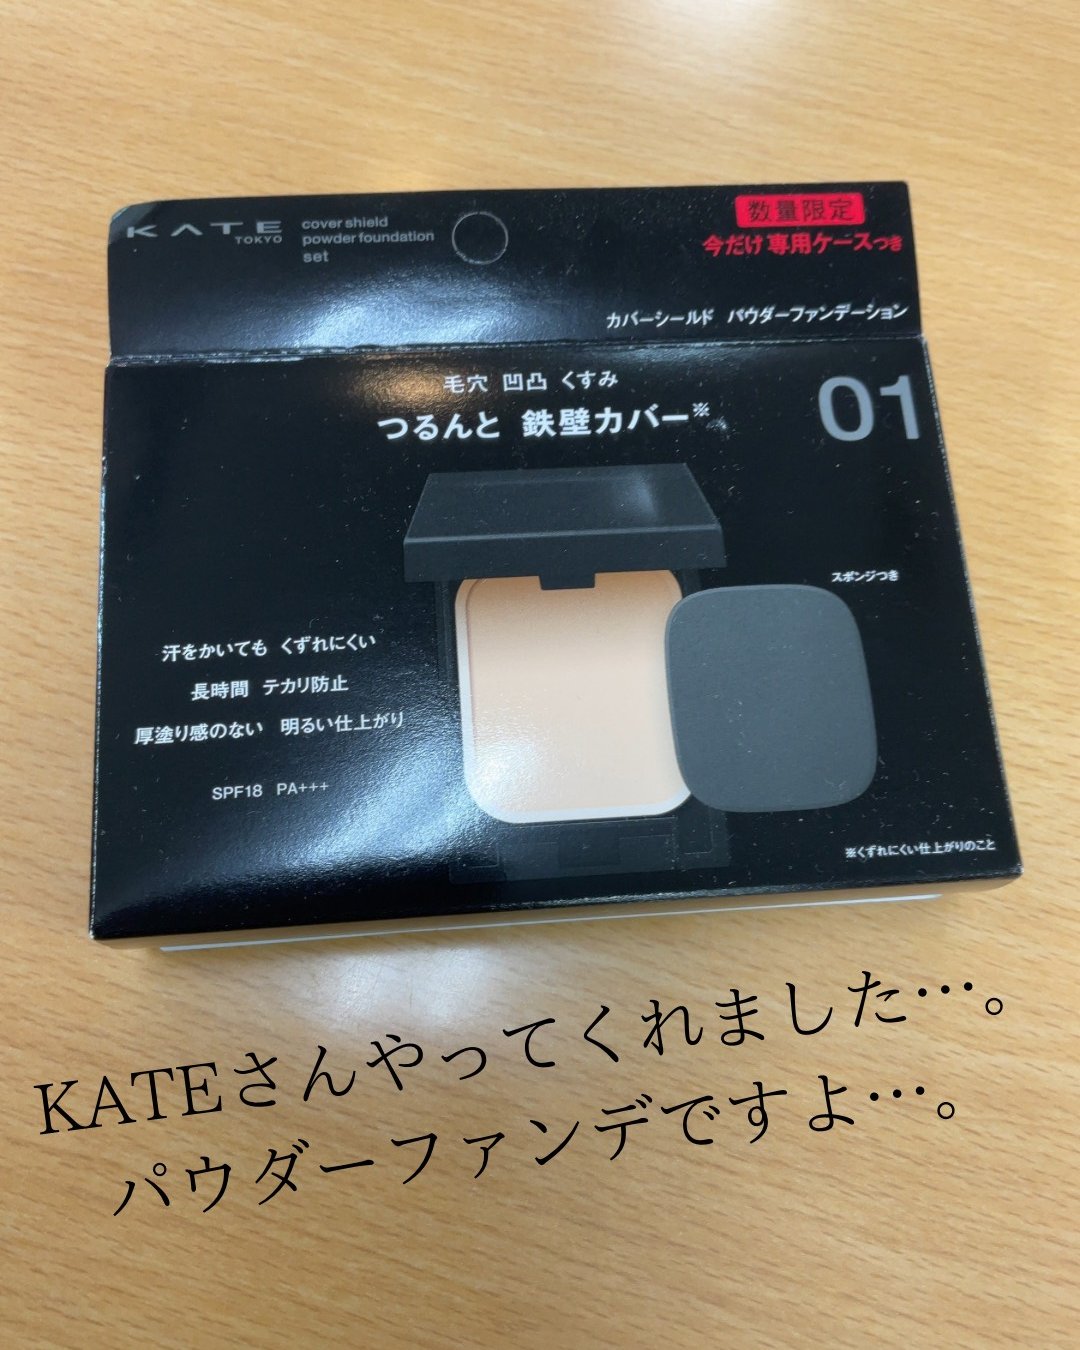 KATE
TOKYO
cover shield
powder foundation
set
数量限定
今だけ 専用ケースつき
カバーシールド パウダーファンデーション
毛穴 凹凸 くすみ
つるんと 鉄壁カバー※
01
スポンジつき
汗をかいても くずれにくい
長時間 テカリ防止
厚塗り感のない 明るい仕上がり
SPF18 PA+++
※くずれにくい仕上がりのこと
KATEさんやってくれました…。
パウダーファンデですよ…。